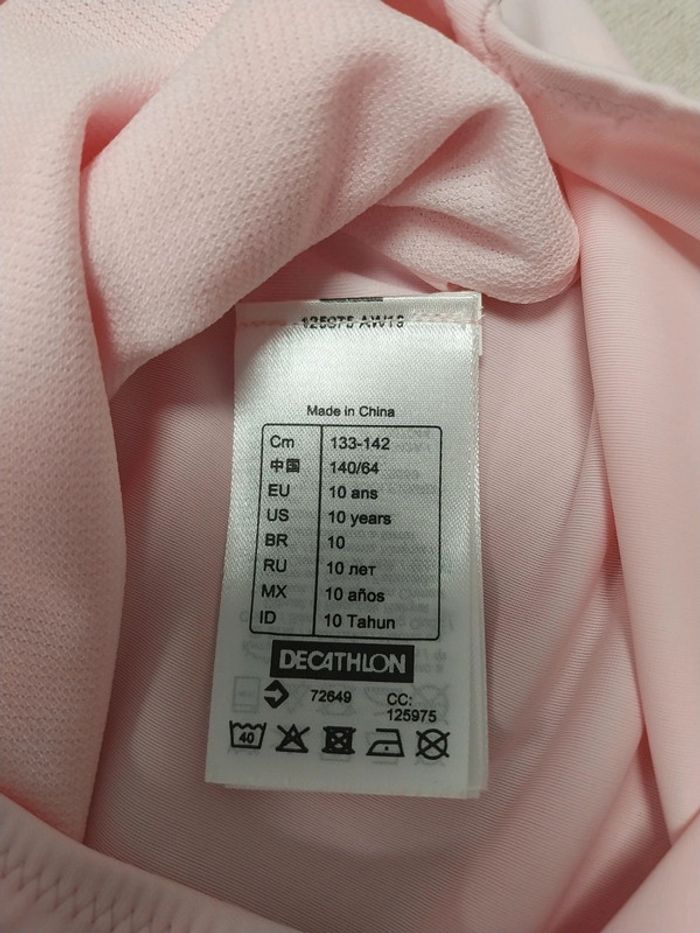 125975 AW18
Made in China
Cm 133-142
中国 140/64
EU 10 ans
US 10 years
BR 10
RU 10 лет
MX 10 años
ID 10 Tahun
DECATHLON
72649 CC:
125975
40